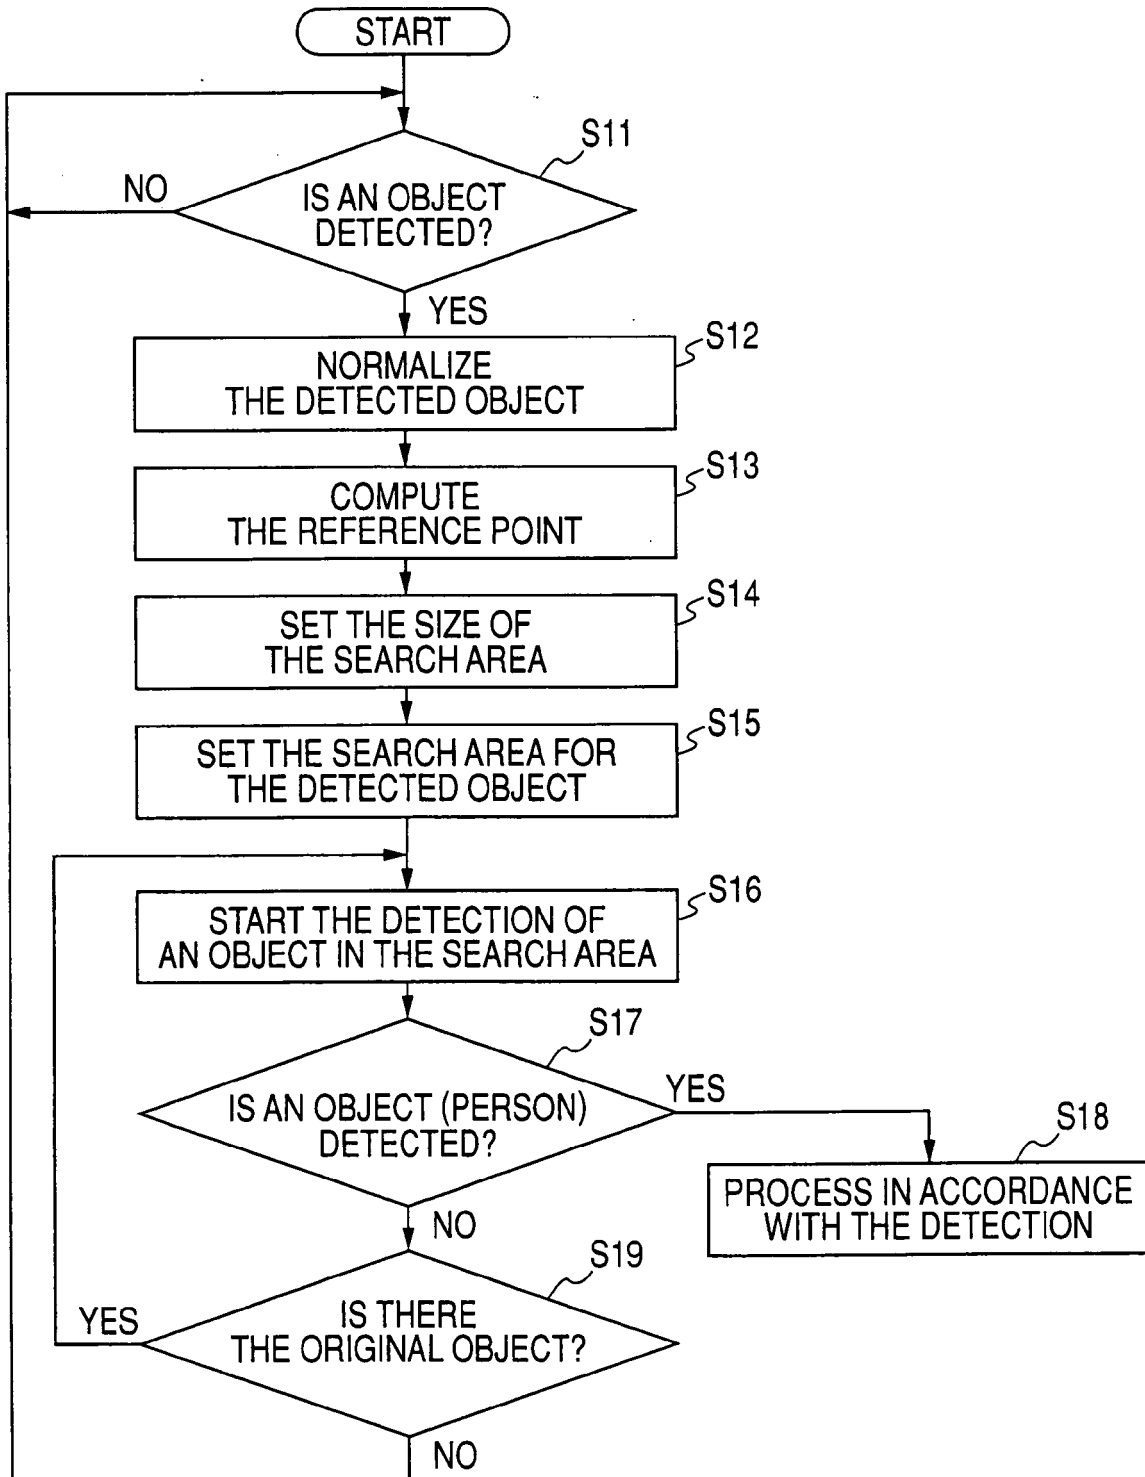 START
S11
NO
IS AN OBJECT
DETECTED?
YES
S12
NORMALIZE
THE DETECTED OBJECT
S13
COMPUTE
THE REFERENCE POINT
S14
SET THE SIZE OF
THE SEARCH AREA
S15
SET THE SEARCH AREA FOR
THE DETECTED OBJECT
S16
START THE DETECTION OF
AN OBJECT IN THE SEARCH AREA
S17
YES
IS AN OBJECT (PERSON)
DETECTED?
S18
PROCESS IN ACCORDANCE
WITH THE DETECTION
NO
S19
YES
IS THERE
THE ORIGINAL OBJECT?
NO